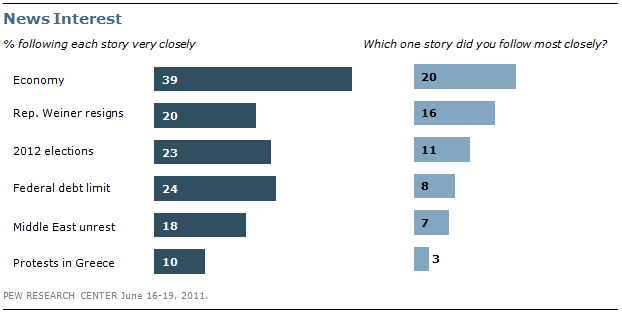 News Interest
% following each story very closely Which one story did you follow most closely?
Economy 39 20
Rep. Weiner resigns 20 16
2012 elections 23 11
Federal debt limit 24 8
Middle East unrest 18 7
Protests in Greece 10 3
PEW RESEARCH CENTER June 16-19, 2011.